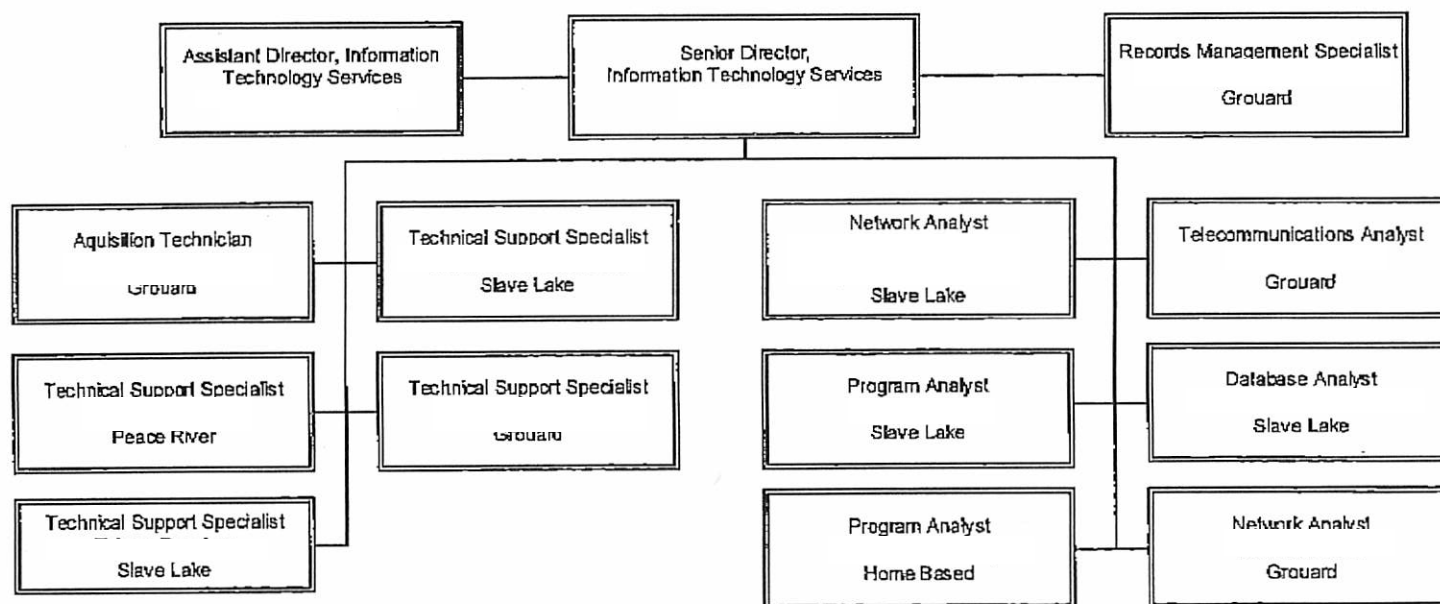 Assistant Director, Information
Technology Services
Senior Director,
Information Technology Services
Records Management Specialist
Grouard
Aquisition Technician
Grouard
Technical Support Specialist
Slave Lake
Network Analyst
Slave Lake
Telecommunications Analyst
Grouard
Technical Support Specialist
Peace River
Technical Support Specialist
Grouard
Program Analyst
Slave Lake
Database Analyst
Slave Lake
Technical Support Specialist
Slave Lake
Program Analyst
Home Based
Network Analyst
Grouard